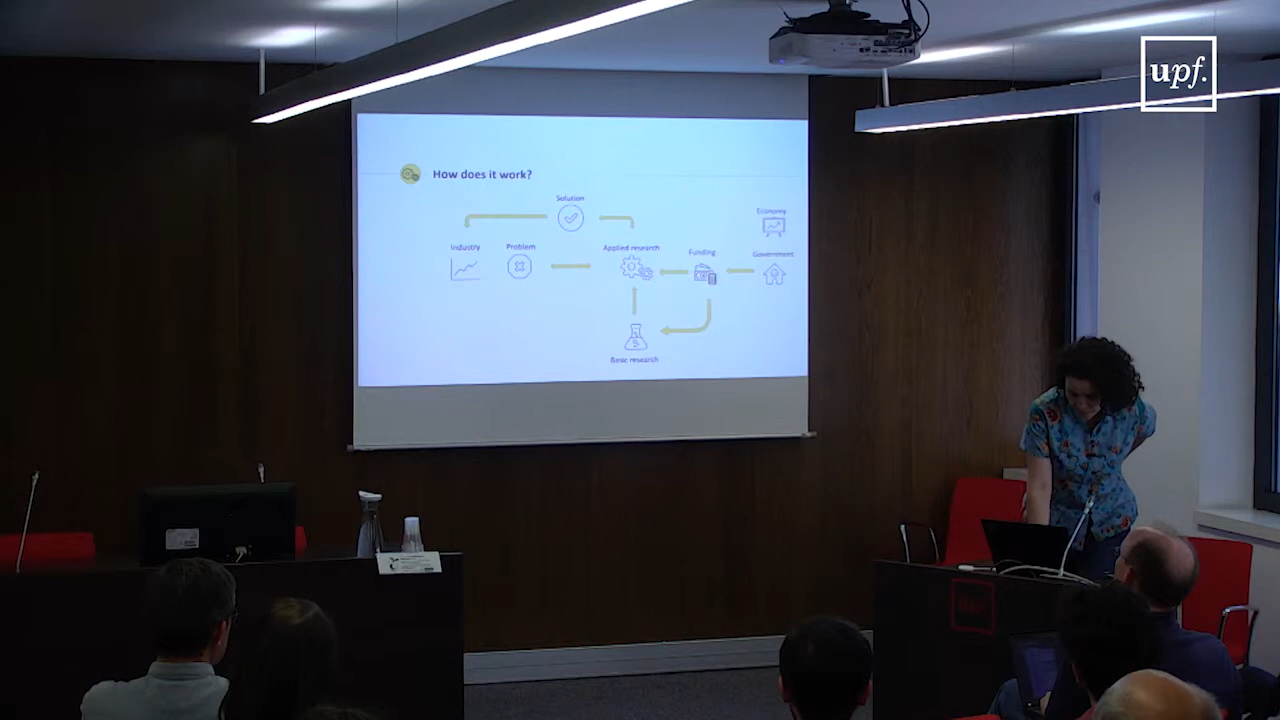 upf.
How does it work?
Solution
Economy
Industry
Problem
Applied research
Funding
Government
Basic research